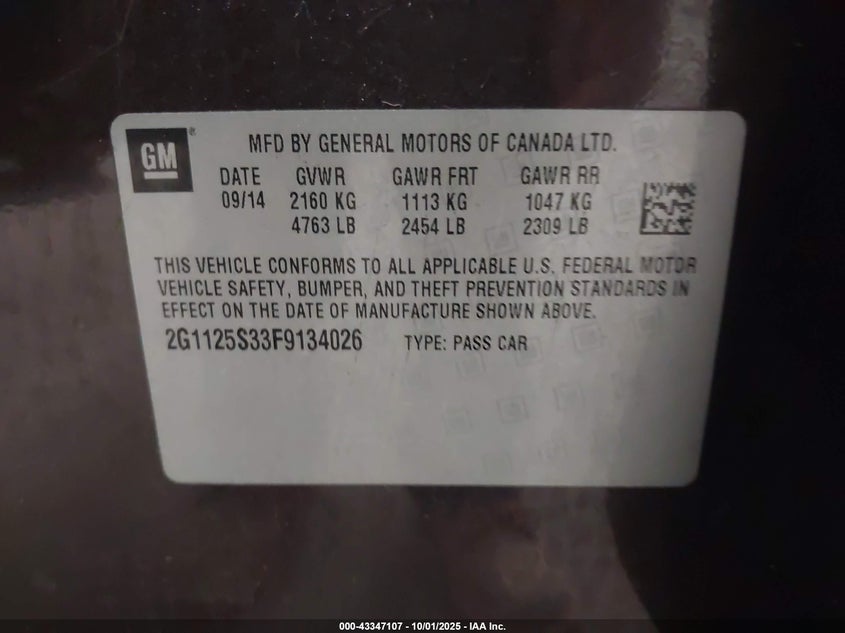 GM®
MFD BY GENERAL MOTORS OF CANADA LTD.
DATE GVWR GAWR FRT GAWR RR
09/14 2160 KG 1113 KG 1047 KG
4763 LB 2454 LB 2309 LB
THIS VEHICLE CONFORMS TO ALL APPLICABLE U.S. FEDERAL MOTOR
VEHICLE SAFETY, BUMPER, AND THEFT PREVENTION STANDARDS IN
EFFECT ON THE DATE OF MANUFACTURE SHOWN ABOVE.
2G1125S33F9134026 TYPE: PASS CAR
000-43347107 - 10/01/2025 - IAA Inc.